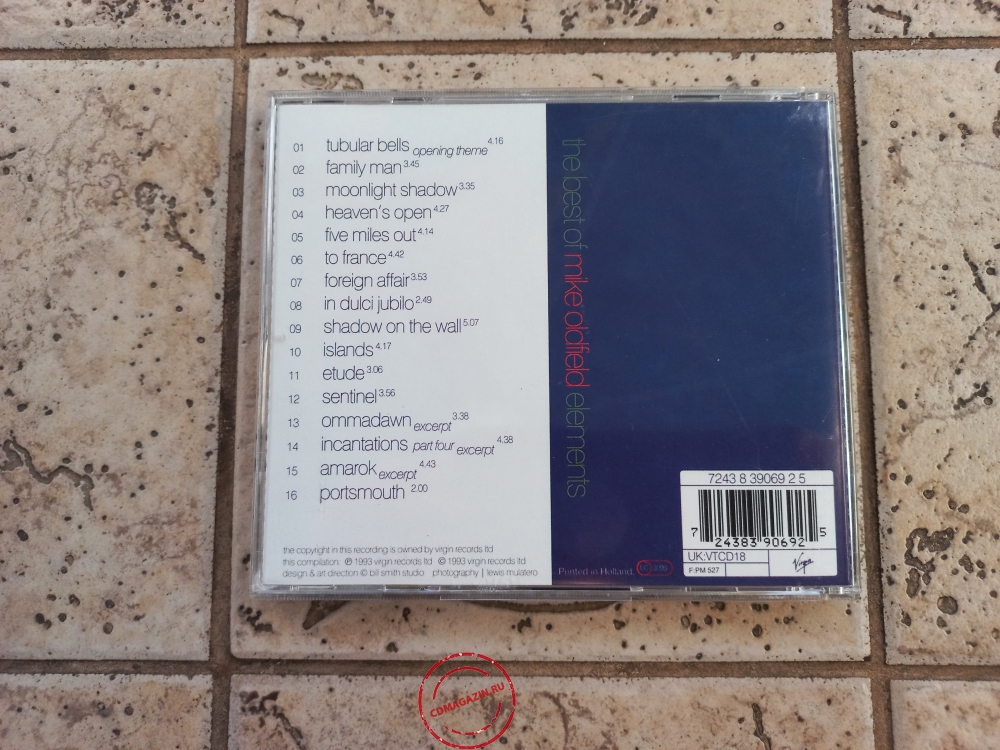 01 tubular bells opening theme 4.16
02 family man 3.45
03 moonlight shadow 3.35
04 heaven's open 4.27
05 five miles out 4.14
06 to france 4.42
07 foreign affair 3.53
08 in dulci jubilo 2.49
09 shadow on the wall 5.07
10 islands 4.17
11 etude 3.06
12 sentinel 3.56
13 ommadawn excerpt 3.38
14 incantations part four excerpt 4.38
15 amarok excerpt 4.43
16 portsmouth 2.00
the copyright in this recording is owned by virgin records ltd
this compilation ℗ 1993 virgin records ltd © 1993 virgin records ltd
design & art direction © bill smith studio photography | lewis mulatero
the best of mike oldfield elements
Printed in Holland.
7243 8 39069 2 5
7 24383 90692 5
UK:VTCD18
F:PM 527
Virgin
CDMAGAZIN.RU